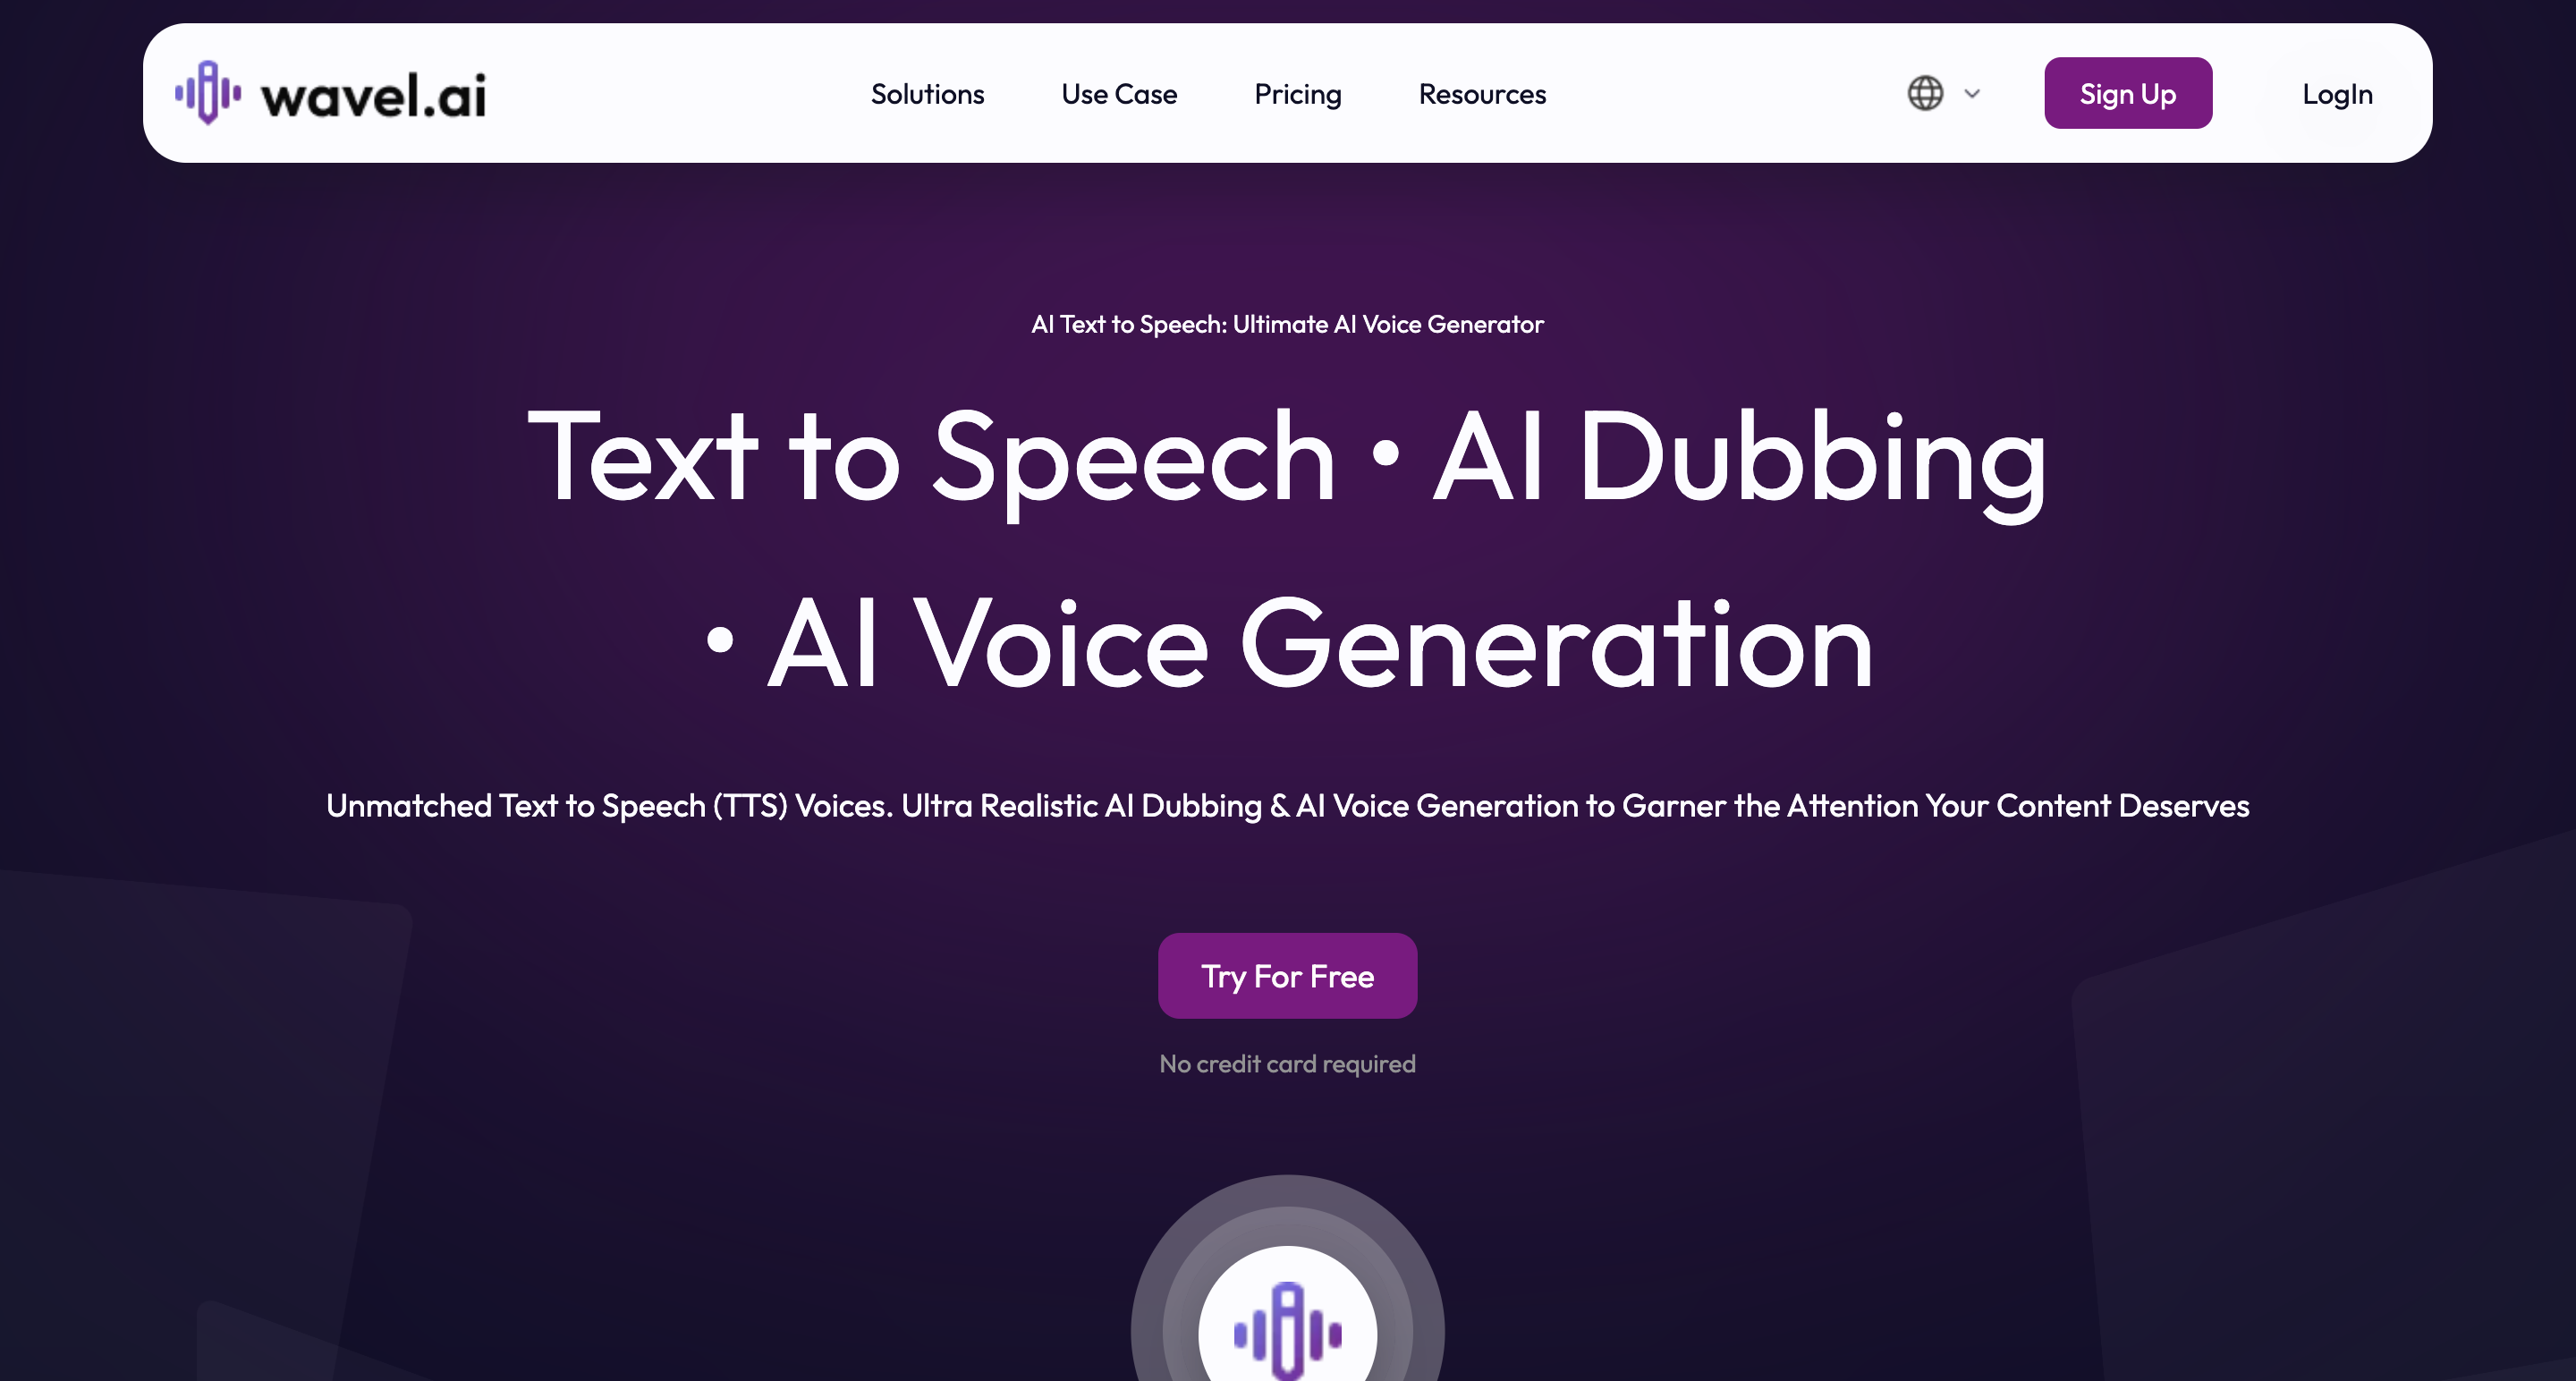 wavel.ai
Solutions
Use Case
Pricing
Resources
Sign Up
LogIn
AI Text to Speech: Ultimate AI Voice Generator
Text to Speech • AI Dubbing
• AI Voice Generation
Unmatched Text to Speech (TTS) Voices. Ultra Realistic AI Dubbing & AI Voice Generation to Garner the Attention Your Content Deserves
Try For Free
No credit card required